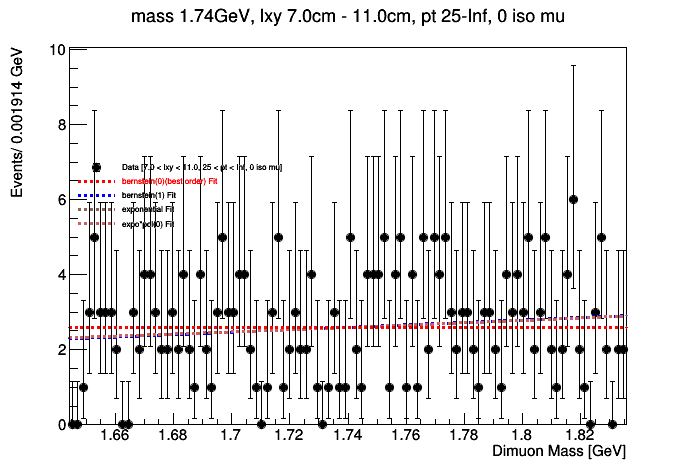 mass 1.74GeV, lxy 7.0cm - 11.0cm, pt 25-Inf, 0 iso mu
Events/ 0.001914 GeV
10
8
6
4
2
0
Data [7.0 < lxy < 11.0, 25 < pt < Inf, 0 iso mu]
bernstein(0)(best order) Fit
bernstein(1) Fit
exponential Fit
expo*pol(0) Fit
1.66 1.68 1.7 1.72 1.74 1.76 1.78 1.8 1.82
Dimuon Mass [GeV]